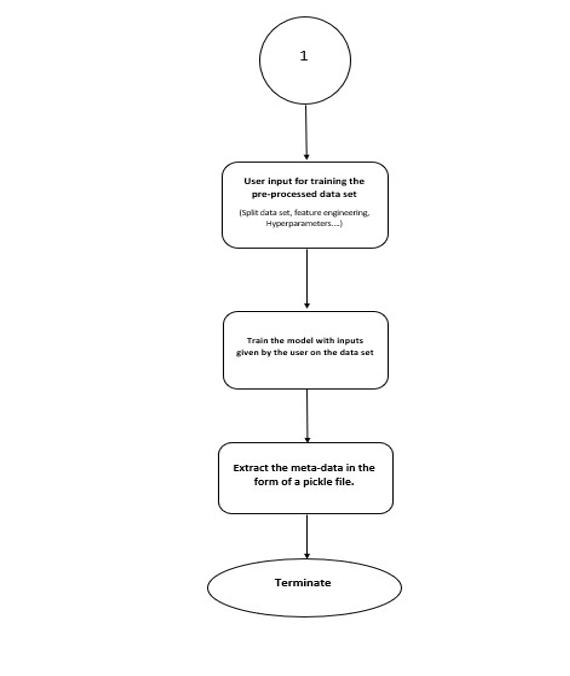 1
User input for training the
pre-processed data set
(Split data set, feature engineering,
Hyperparameters....)
Train the model with inputs
given by the user on the data set
Extract the meta-data in the
form of a pickle file.
Terminate